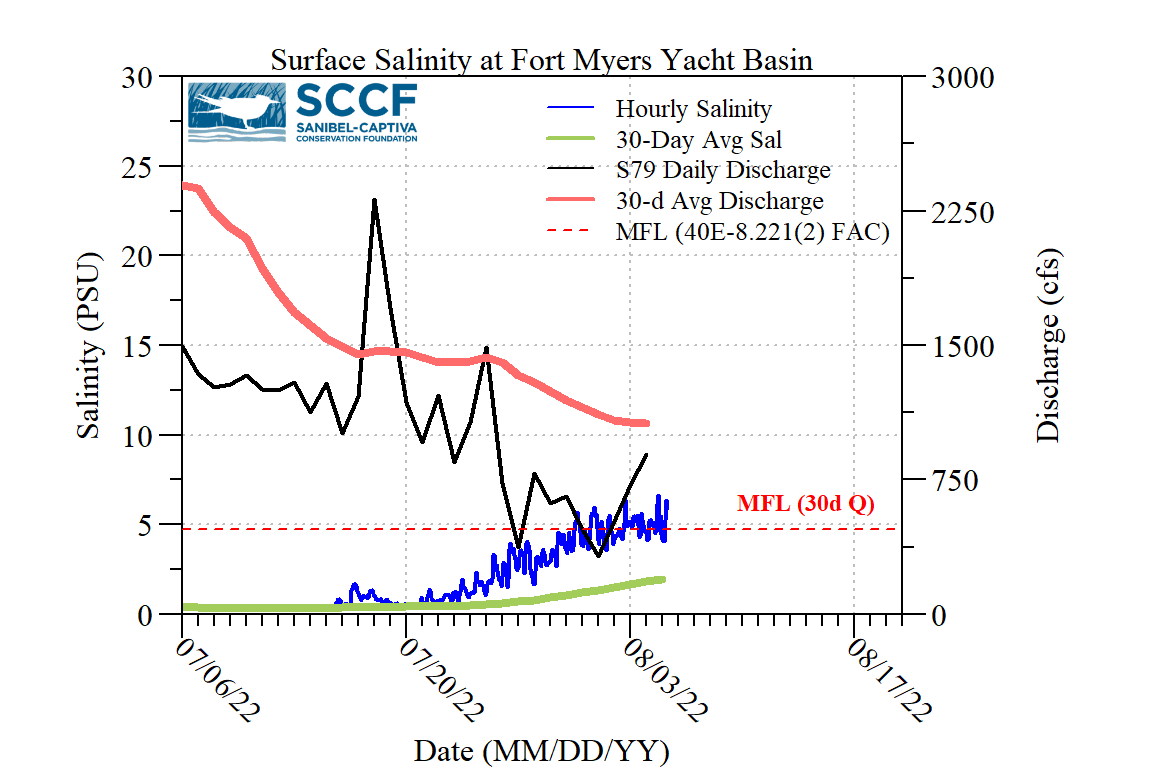 Surface Salinity at Fort Myers Yacht Basin
SCCF
SANIBEL-CAPTIVA
CONSERVATION FOUNDATION
Hourly Salinity
30-Day Avg Sal
S79 Daily Discharge
30-d Avg Discharge
MFL (40E-8.221(2) FAC)
Salinity (PSU)
30
25
20
15
10
5
0
MFL (30d Q)
3000
2250
1500
750
0
Discharge (cfs)
07/06/22
07/20/22
08/03/22
08/17/22
Date (MM/DD/YY)